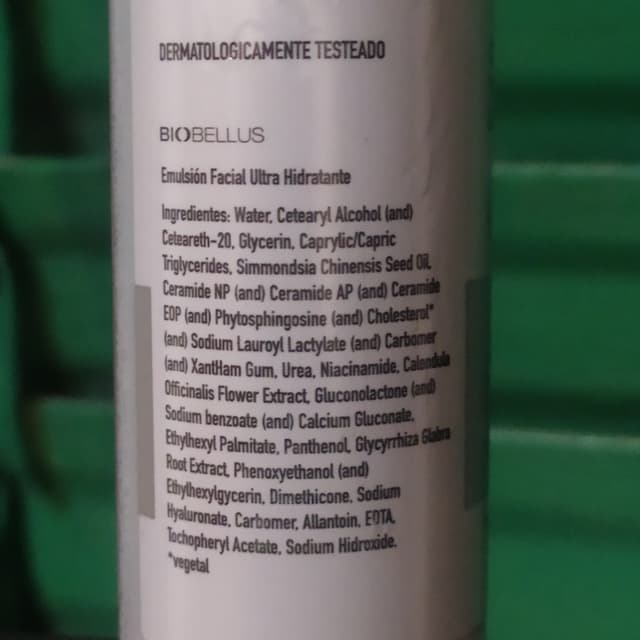 DERMATOLOGICAMENTE TESTEADO
BIOBELLUS
Emulsión Facial Ultra Hidratante
Ingredientes: Water, Cetearyl Alcohol (and)
Ceteareth-20, Glycerin, Caprylic/Capric
Triglycerides, Simmondsia Chinensis Seed Oil,
Ceramide NP (and) Ceramide AP (and) Ceramide
EOP (and) Phytosphingosine (and) Cholesterol*
(and) Sodium Lauroyl Lactylate (and) Carbomer
(and) XantHam Gum, Urea, Niacinamide, Calendula
Officinalis Flower Extract, Gluconolactone (and)
Sodium benzoate (and) Calcium Gluconate,
Ethylhexyl Palmitate, Panthenol, Glycyrrhiza Glabra
Root Extract, Phenoxyethanol (and)
Ethylhexylgycerin, Dimethicone, Sodium
Hyaluronate, Carbomer, Allantoin, EDTA,
Tochopheryl Acetate, Sodium Hidroxide.
*vegetal